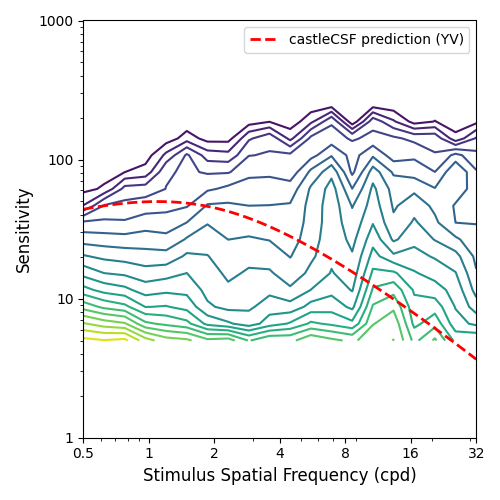 1000
castleCSF prediction (YV)
100
Sensitivity
10
1
0.5 1 2 4 8 16 32
Stimulus Spatial Frequency (cpd)